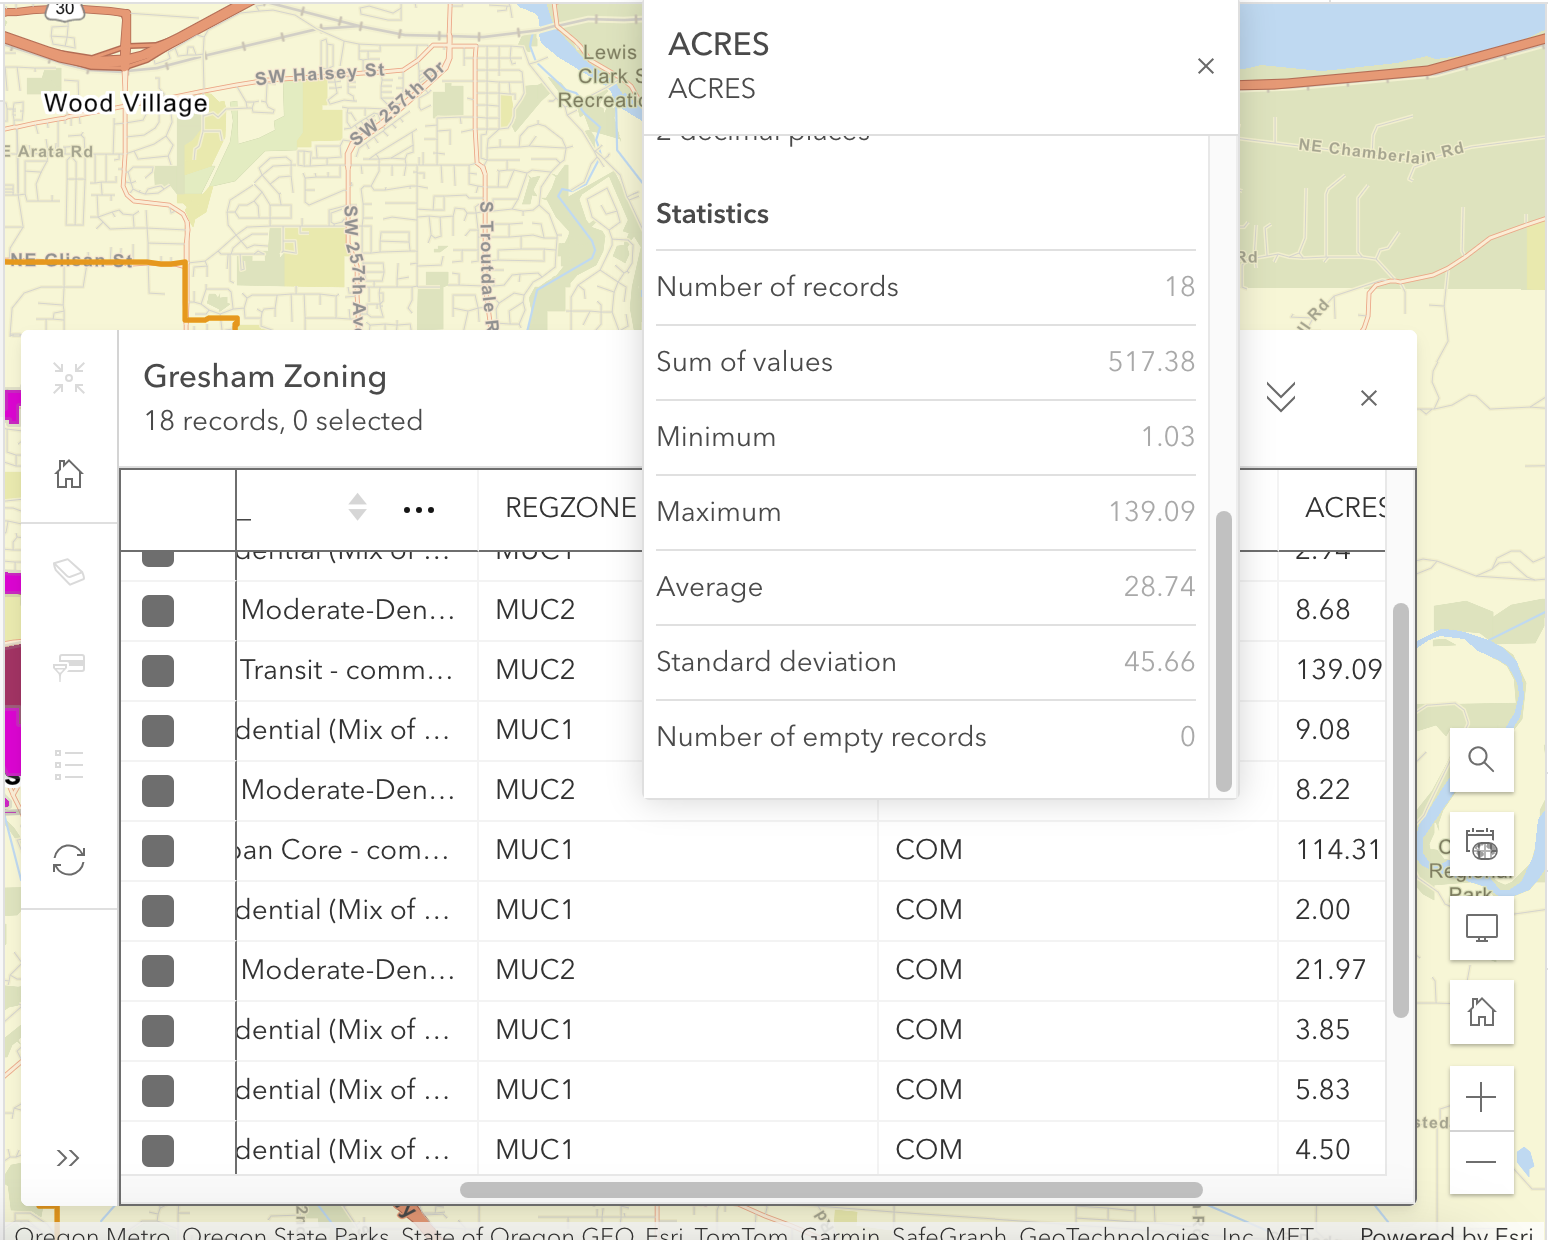 30
SW Halsey St
SW 257th Dr
Wood Village
E Arata Rd
NE Glisan St
SW 257th Ave
S Troutdale R
Lewis
Clark S
Recreatio
NE Chamberlain Rd
Rd
ll Rd
ACRES
ACRES
2 decimal places
Statistics
Number of records 18
Sum of values 517.38
Minimum 1.03
Maximum 139.09
Average 28.74
Standard deviation 45.66
Number of empty records 0
Gresham Zoning
18 records, 0 selected
_ ••• REGZONE ACRES
dential (Mix of … MUC1 2.94
Moderate-Den… MUC2 8.68
Transit - comm… MUC2 139.09
dential (Mix of … MUC1 9.08
Moderate-Den… MUC2 8.22
ban Core - com… MUC1 COM 114.31
dential (Mix of … MUC1 COM 2.00
Moderate-Den… MUC2 COM 21.97
dential (Mix of … MUC1 COM 3.85
dential (Mix of … MUC1 COM 5.83
dential (Mix of … MUC1 COM 4.50
Regional
Park
sted
Oregon Metro, Oregon State Parks, State of Oregon GEO, Esri, TomTom, Garmin, SafeGraph, GeoTechnologies, Inc, MET
Powered by Esri